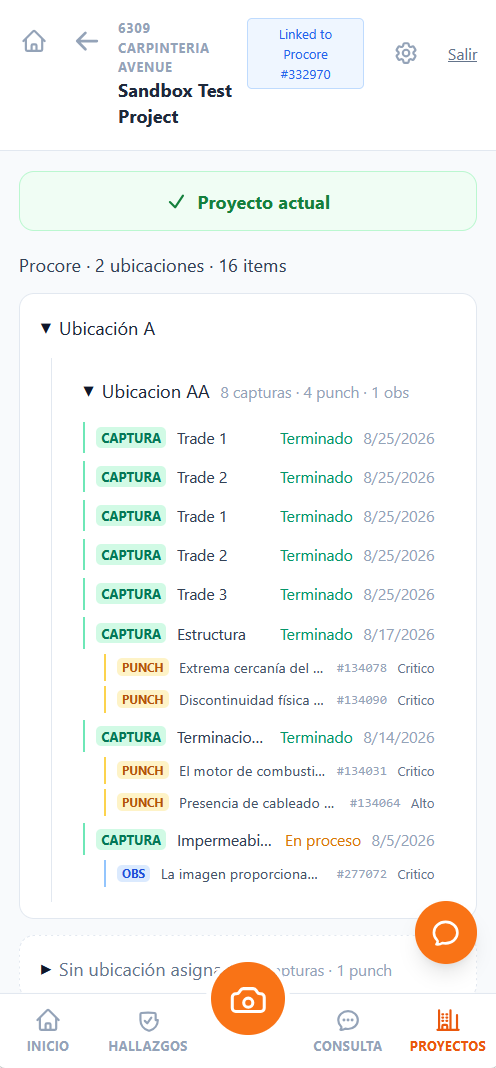 6309
CARPINTERIA
AVENUE
Sandbox Test
Project
Linked to
Procore
#332970
Salir
Proyecto actual
Procore · 2 ubicaciones · 16 items
▼ Ubicación A
▼ Ubicacion AA 8 capturas · 4 punch · 1 obs
CAPTURA Trade 1 Terminado 8/25/2026
CAPTURA Trade 2 Terminado 8/25/2026
CAPTURA Trade 1 Terminado 8/25/2026
CAPTURA Trade 2 Terminado 8/25/2026
CAPTURA Trade 3 Terminado 8/25/2026
CAPTURA Estructura Terminado 8/17/2026
PUNCH Extrema cercanía del ... #134078 Critico
PUNCH Discontinuidad física ... #134090 Critico
CAPTURA Terminacio... Terminado 8/14/2026
PUNCH El motor de combusti... #134031 Critico
PUNCH Presencia de cableado ... #134064 Alto
CAPTURA Impermeabi... En proceso 8/5/2026
OBS La imagen proporciona... #277072 Critico
▶ Sin ubicación · 1 punch
INICIO
HALLAZGOS
CONSULTA
PROYECTOS